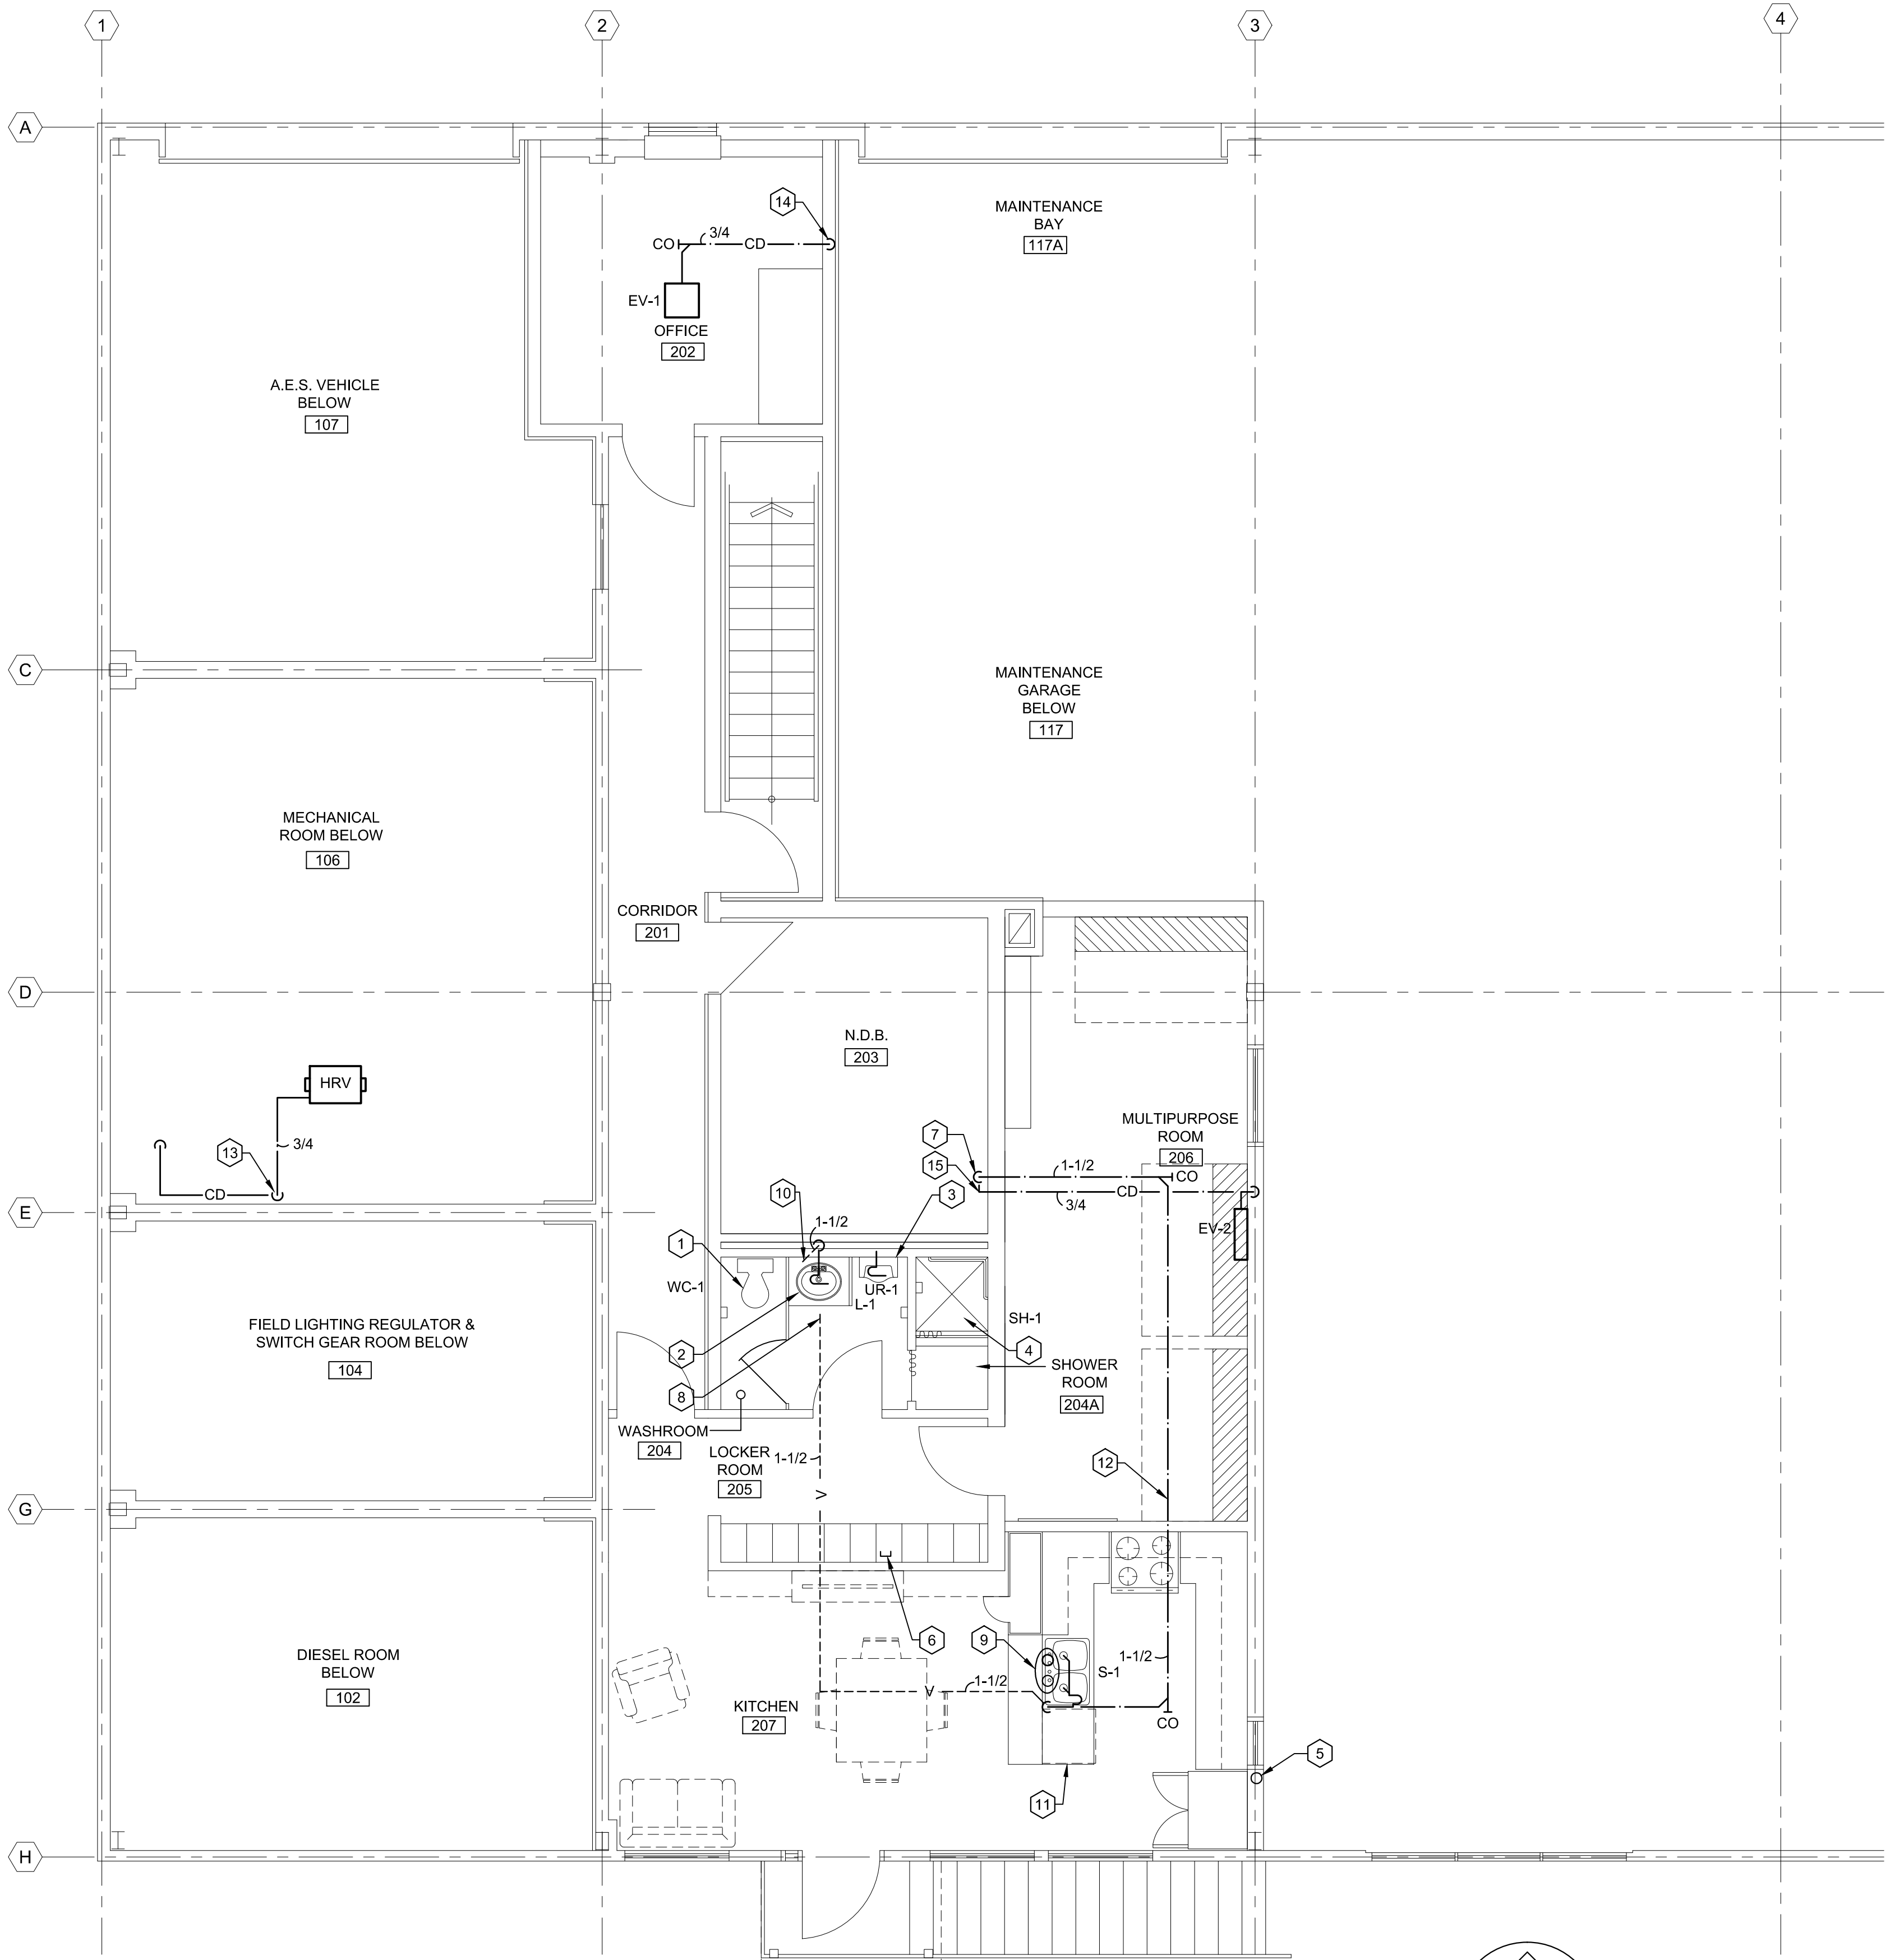 1
2
3
4
A
14
MAINTENANCE
BAY
117A
CO
3/4
CD
EV-1
OFFICE
202
A.E.S. VEHICLE
BELOW
107
C
MAINTENANCE
GARAGE
BELOW
117
MECHANICAL
ROOM BELOW
106
CORRIDOR
201
D
N.D.B.
203
HRV
3/4
13
CD
MULTIPURPOSE
ROOM
206
7
1-1/2
CO
15
CD
3/4
10
3
E
1-1/2
EV-2
1
WC-1
UR-1
L-1
SH-1
FIELD LIGHTING REGULATOR &
SWITCH GEAR ROOM BELOW
104
2
4
8
SHOWER
ROOM
204A
WASHROOM
204
LOCKER
ROOM
205
1-1/2
12
V
G
6
9
1-1/2
DIESEL ROOM
BELOW
102
S-1
1-1/2
V
KITCHEN
207
CO
5
11
H